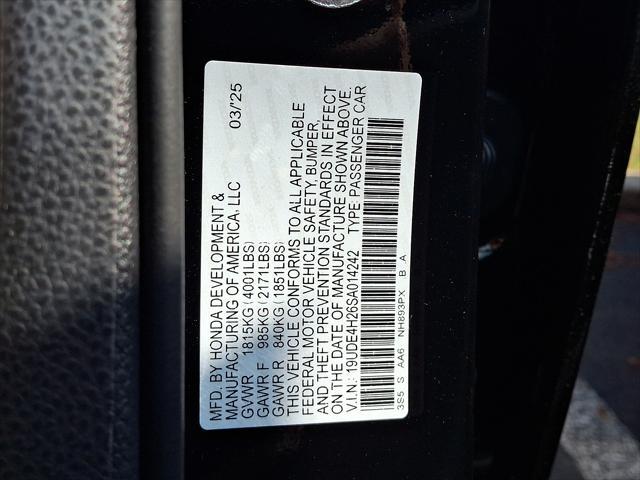 MFD. BY HONDA DEVELOPMENT & 03/'25
MANUFACTURING OF AMERICA, LLC
GVWR 1815KG (4001LBS)
GAWR F 985KG (2171LBS)
GAWR R 840KG (1851LBS)
THIS VEHICLE CONFORMS TO ALL APPLICABLE
FEDERAL MOTOR VEHICLE SAFETY, BUMPER,
AND THEFT PREVENTION STANDARDS IN EFFECT
ON THE DATE OF MANUFACTURE SHOWN ABOVE.
V.I.N.: 19UDE4H26SA014242 TYPE: PASSENGER CAR
3S5 S AA6 NH893PX B A